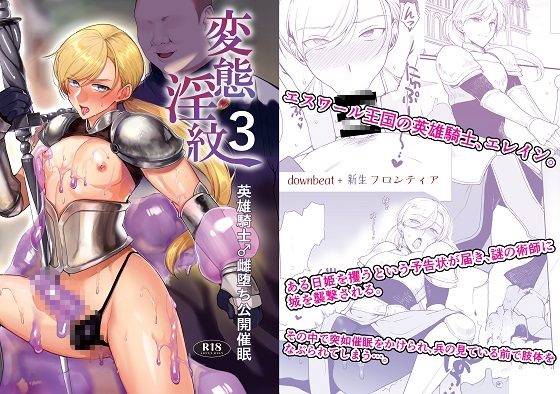 変態淫紋3
英雄騎士♂雌堕ち公開催眠
R18
ADULT ONLY
エスワール王国の英雄騎士、エレイン。
downbeat + 新生フロンティア
ある日姫を攫うという予告状が届き、謎の術師に
城を襲撃される。
その中で突如催眠をかけられ、兵の見ている前で肢体を
なぶられてしまう…。